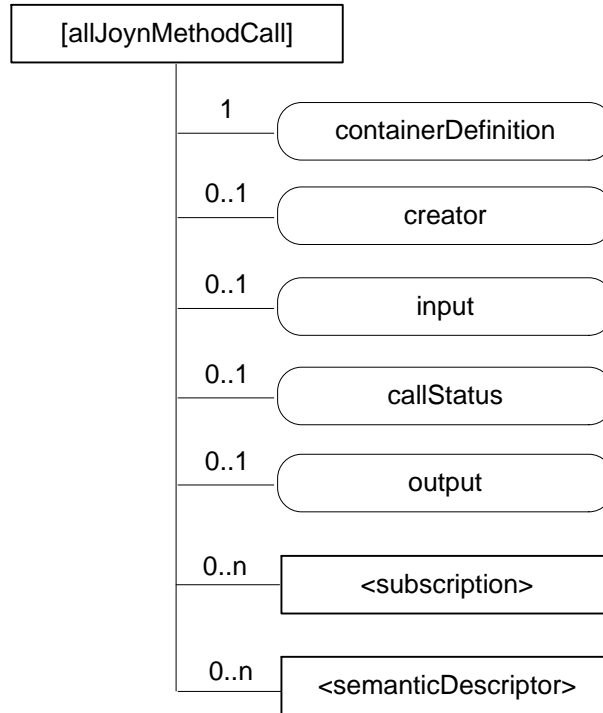 [allJoynMethodCall]
1
containerDefinition
0..1
creator
0..1
input
0..1
callStatus
0..1
output
0..n
<subscription>
0..n
<semanticDescriptor>